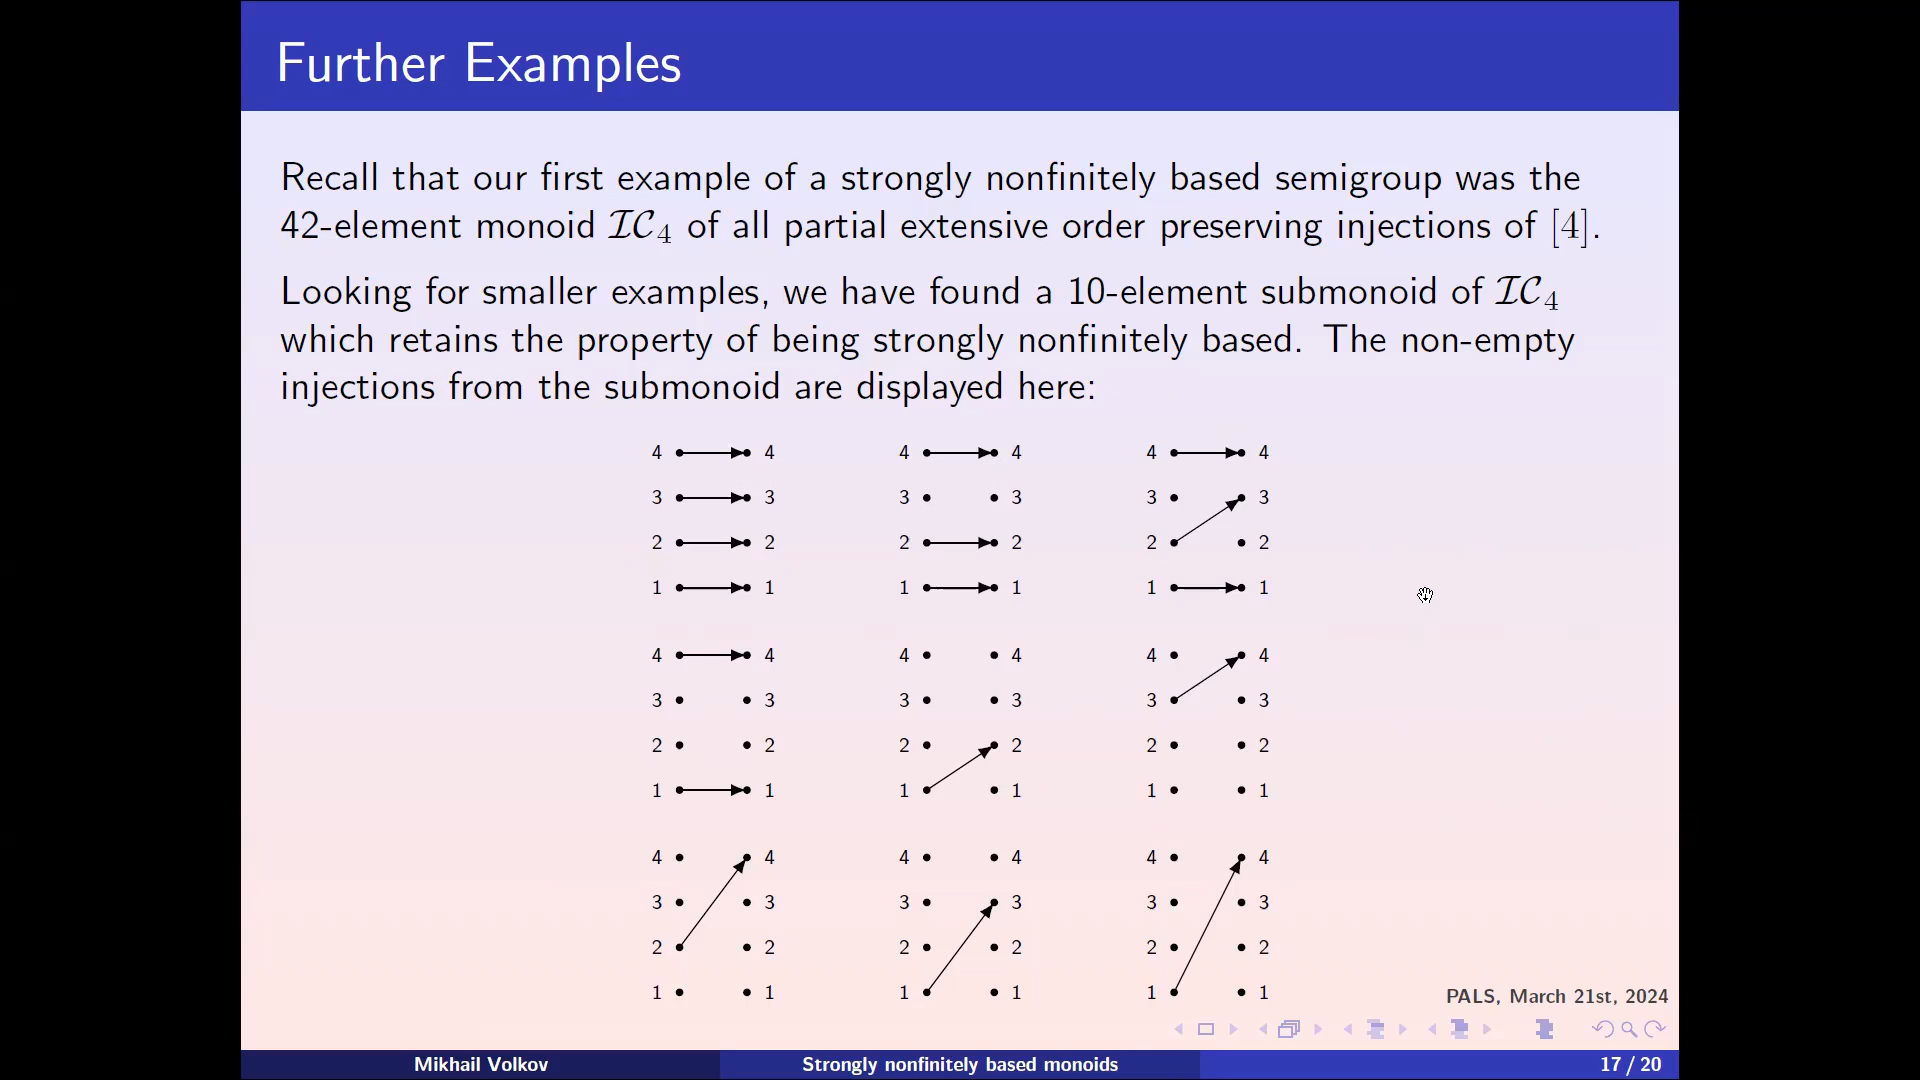 Further Examples
Recall that our first example of a strongly nonfinitely based semigroup was the
42-element monoid 𝓘𝓒₄ of all partial extensive order preserving injections of [4].
Looking for smaller examples, we have found a 10-element submonoid of 𝓘𝓒₄
which retains the property of being strongly nonfinitely based. The non-empty
injections from the submonoid are displayed here:
4 4 4 4 4 4
3 3 3 3 3 3
2 2 2 2 2 2
1 1 1 1 1 1
4 4 4 4 4 4
3 3 3 3 3 3
2 2 2 2 2 2
1 1 1 1 1 1
4 4 4 4 4 4
3 3 3 3 3 3
2 2 2 2 2 2
1 1 1 1 1 1
PALS, March 21st, 2024
Mikhail Volkov Strongly nonfinitely based monoids 17 / 20